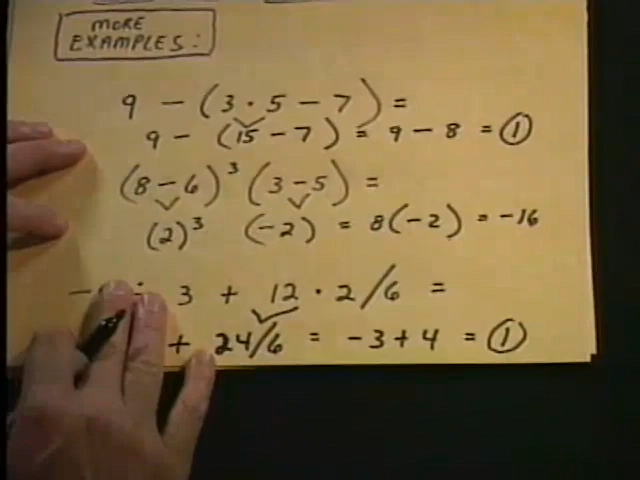 MORE
EXAMPLES:
9 - (3 · 5 - 7) =
9 - (15 - 7) = 9 - 8 = 1
(8 - 6)³ (3 - 5) =
(2)³ (-2) = 8(-2) = -16
- ÷ 3 + 12 · 2/6 =
+ 24/6 = -3 + 4 = 1